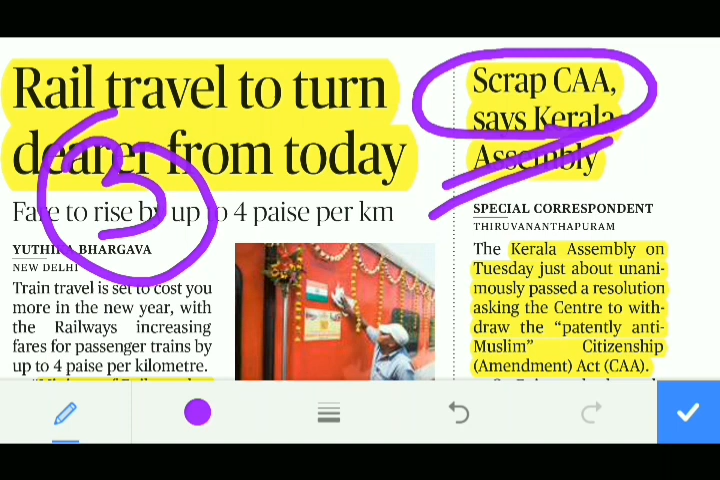 Rail travel to turn
dearer from today
Fare to rise by up to 4 paise per km
YUTHIKA BHARGAVA
NEW DELHI
Train travel is set to cost you
more in the new year, with
the Railways increasing
fares for passenger trains by
up to 4 paise per kilometre.
3
Scrap CAA,
says Kerala
Assembly
SPECIAL CORRESPONDENT
THIRUVANANTHAPURAM
The Kerala Assembly on
Tuesday just about unani-
mously passed a resolution
asking the Centre to with-
draw the “patently anti-
Muslim” Citizenship
(Amendment) Act (CAA).